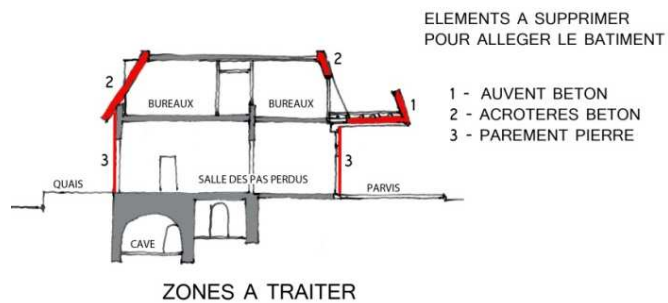 ELEMENTS A SUPPRIMER
POUR ALLEGER LE BATIMENT
1 - AUVENT BETON
2 - ACROTERES BETON
3 - PAREMENT PIERRE
2
2
1
BUREAUX
BUREAUX
3
3
QUAIS
SALLE DES PAS PERDUS
PARVIS
CAVE
ZONES A TRAITER